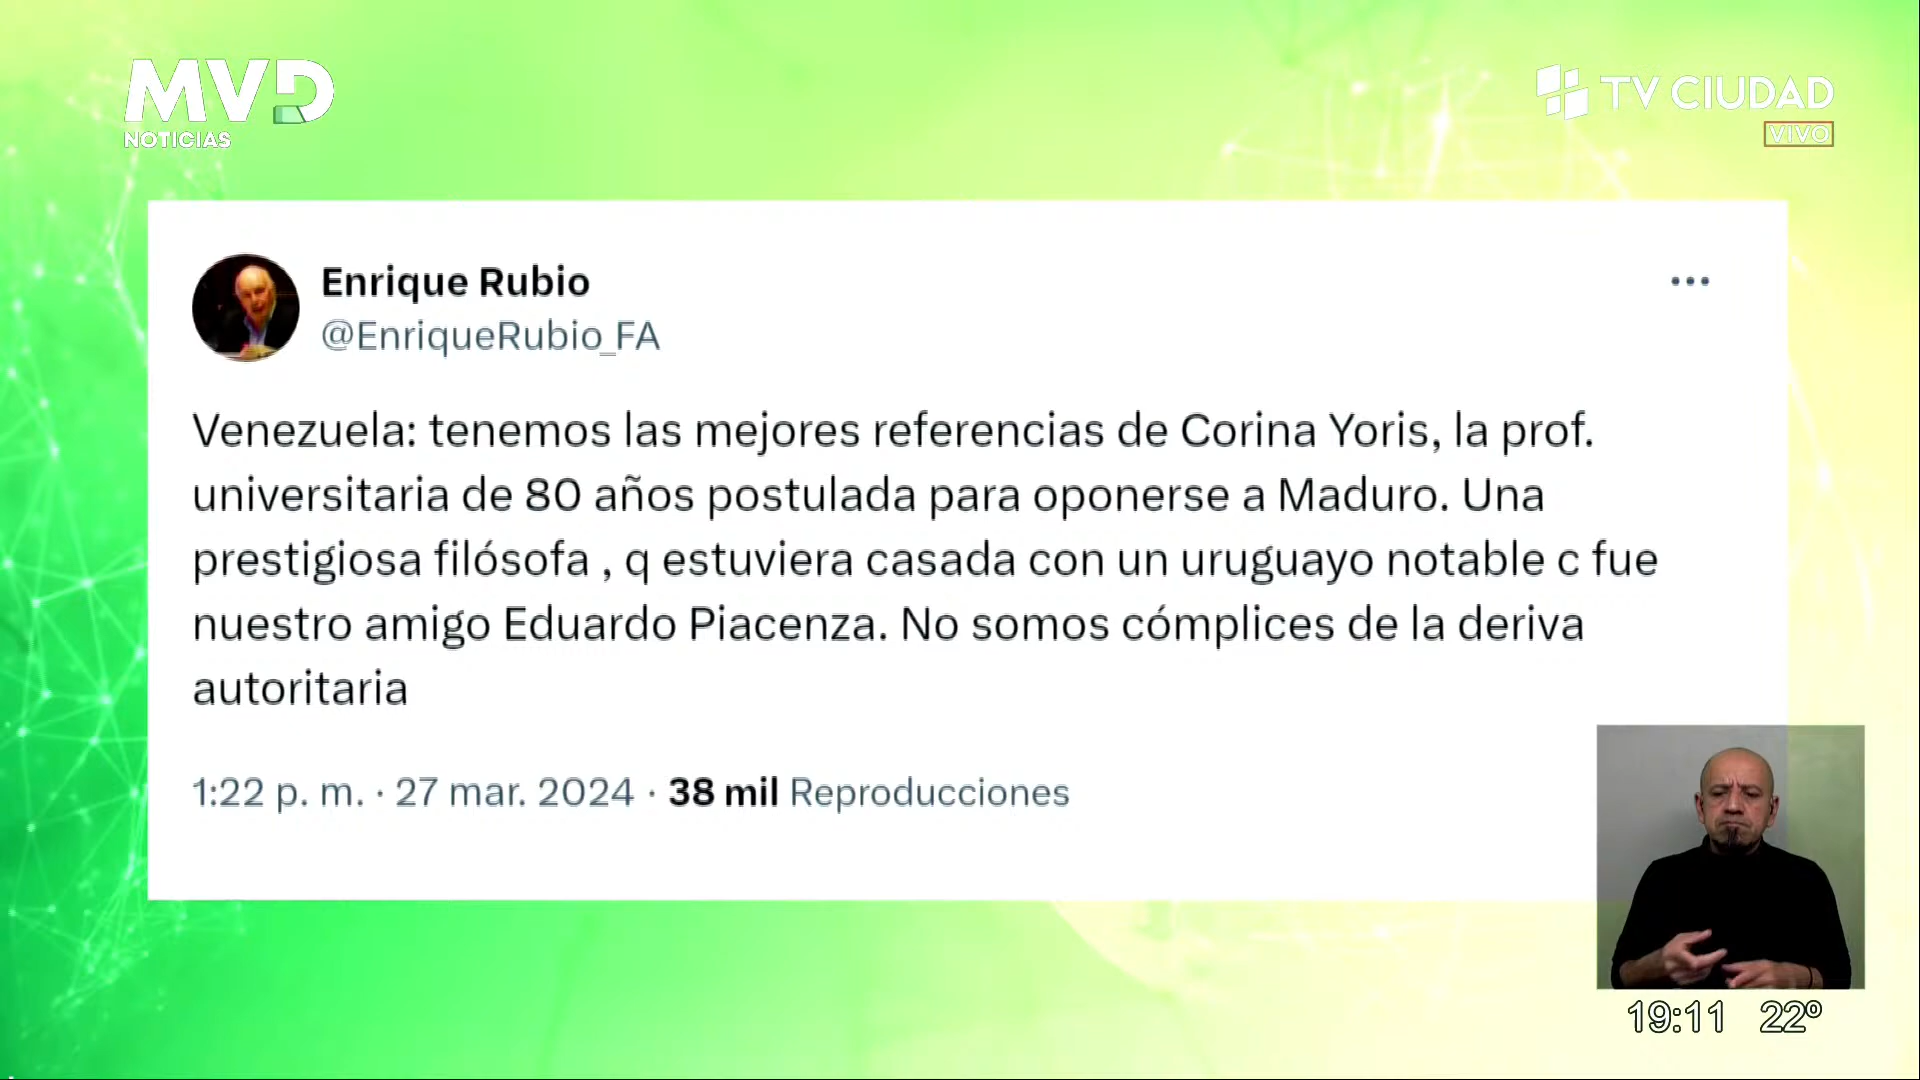 MVD
NOTICIAS
TV CIUDAD
VIVO
Enrique Rubio
@EnriqueRubio_FA
Venezuela: tenemos las mejores referencias de Corina Yoris, la prof.
universitaria de 80 años postulada para oponerse a Maduro. Una
prestigiosa filósofa , q estuviera casada con un uruguayo notable c fue
nuestro amigo Eduardo Piacenza. No somos cómplices de la deriva
autoritaria
1:22 p. m. · 27 mar. 2024 · 38 mil Reproducciones
19:11 22º